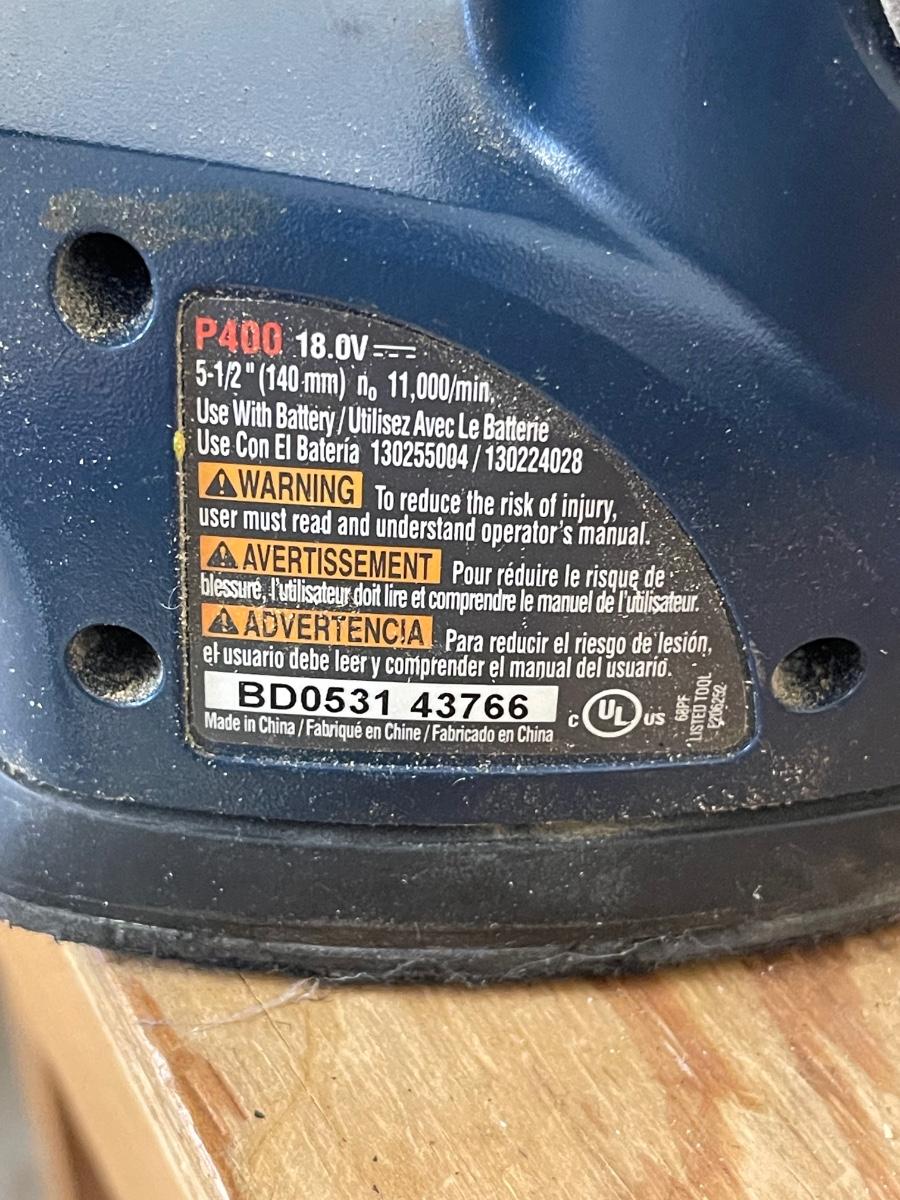 P400 18.0V ⎓
5-1/2" (140 mm) n₀ 11,000/min,
Use With Battery / Utilisez Avec Le Batterie
Use Con El Batería 130255004 / 130224028
⚠WARNING To reduce the risk of injury,
user must read and understand operator's manual.
⚠AVERTISSEMENT Pour réduire le risque de
blessure, l'utilisateur doit lire et comprendre le manuel de l'utilisateur.
⚠ADVERTENCIA Para reducir el riesgo de lesión,
el usuario debe leer y comprender el manual del usuario.
BD0531 43766
Made in China / Fabriqué en Chine / Fabricado en China
C UL US
68PF
LISTED TOOL
E206252